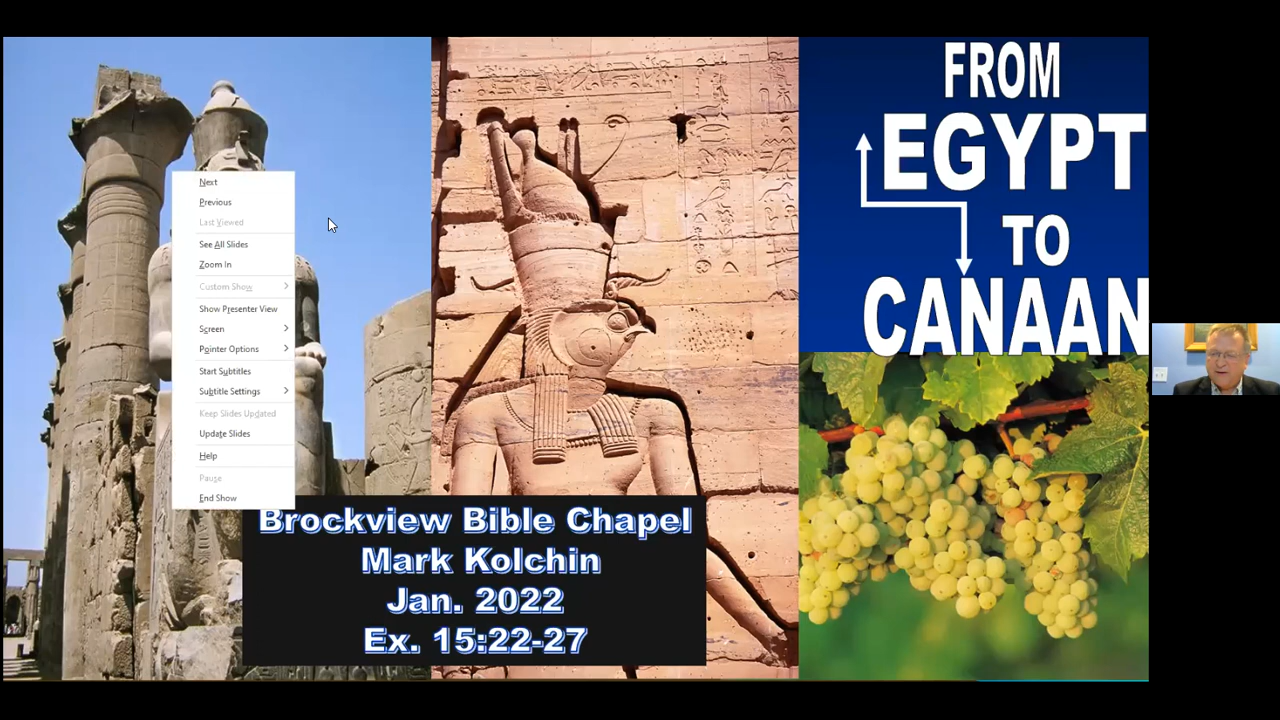 FROM
EGYPT
TO
CANAAN
Next
Previous
Last Viewed
See All Slides
Zoom In
Custom Show
Show Presenter View
Screen
Pointer Options
Start Subtitles
Subtitle Settings
Keep Slides Updated
Update Slides
Help
Pause
End Show
Brockview Bible Chapel
Mark Kolchin
Jan. 2022
Ex. 15:22-27